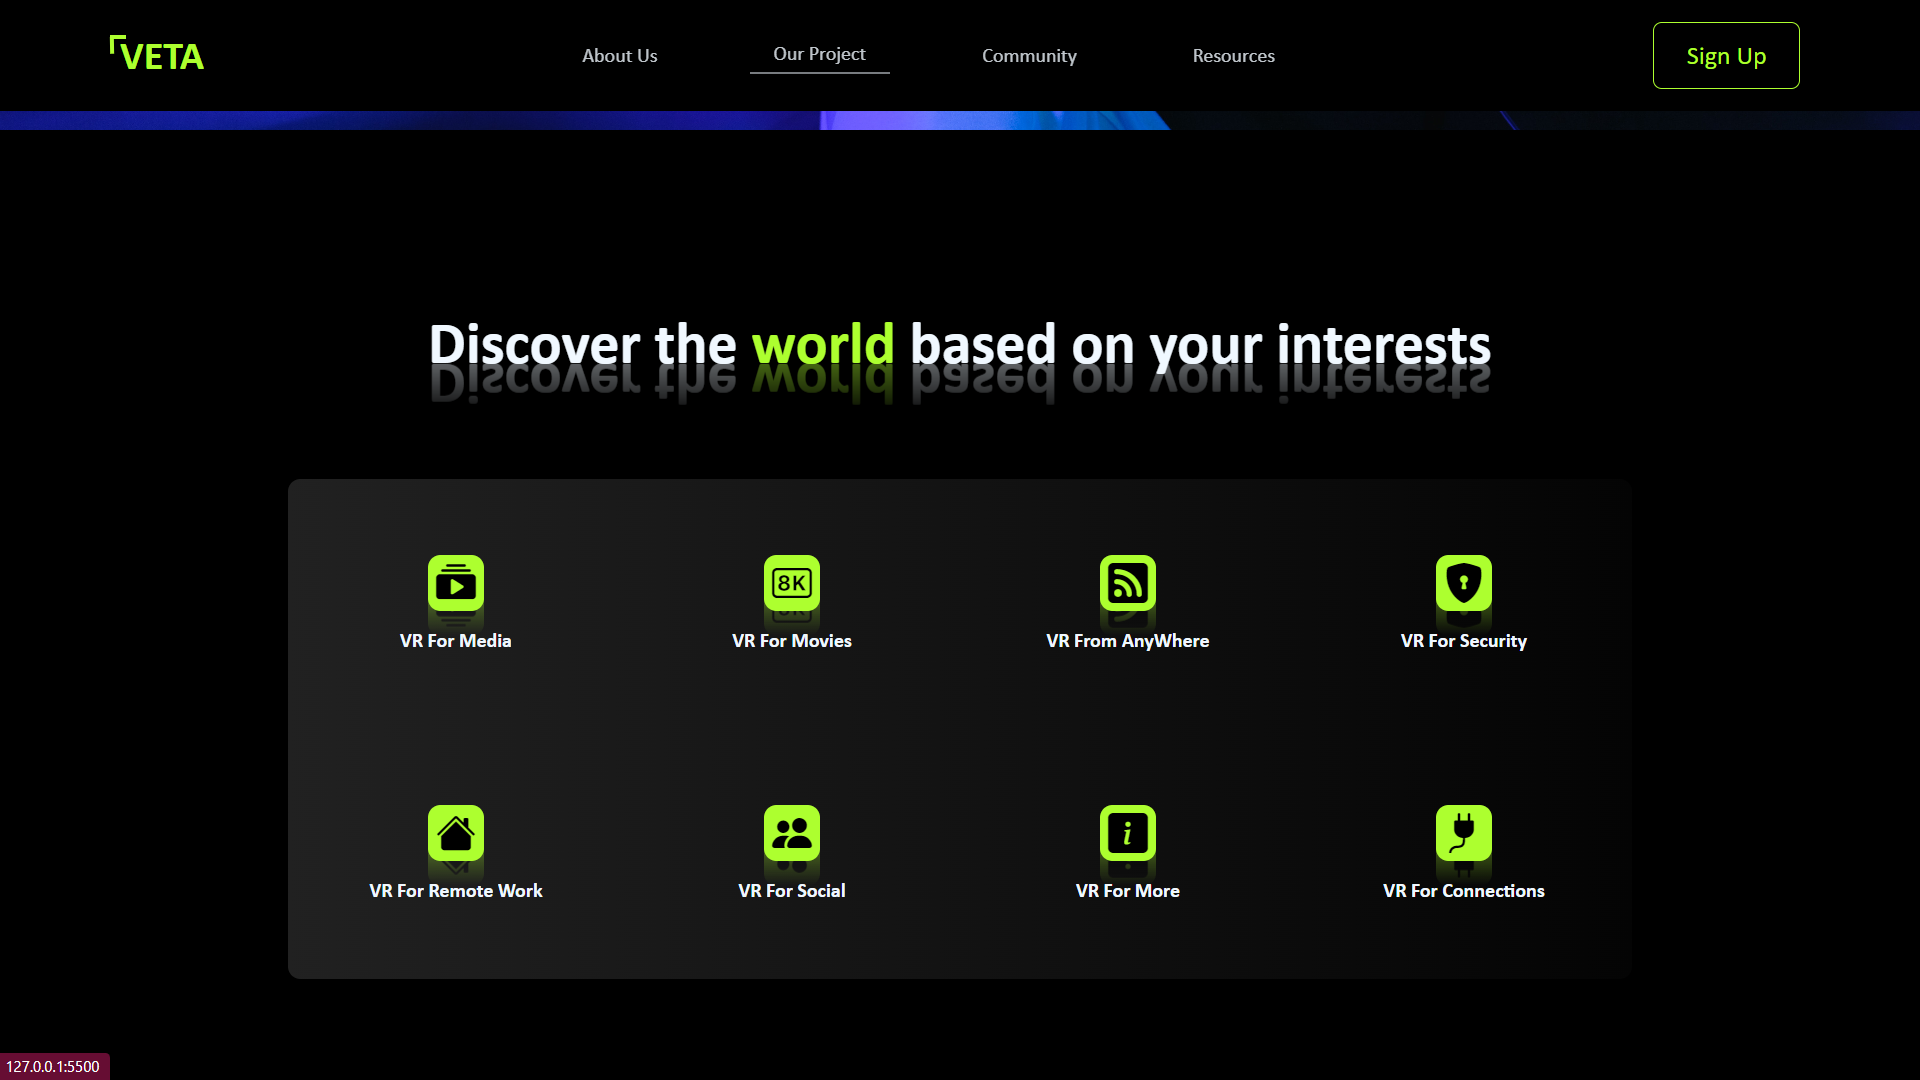 VETA
About Us
Our Project
Community
Resources
Sign Up
Discover the world based on your interests
8K
VR For Media
VR For Movies
VR From AnyWhere
VR For Security
i
VR For Remote Work
VR For Social
VR For More
VR For Connections
127.0.0.1:5500